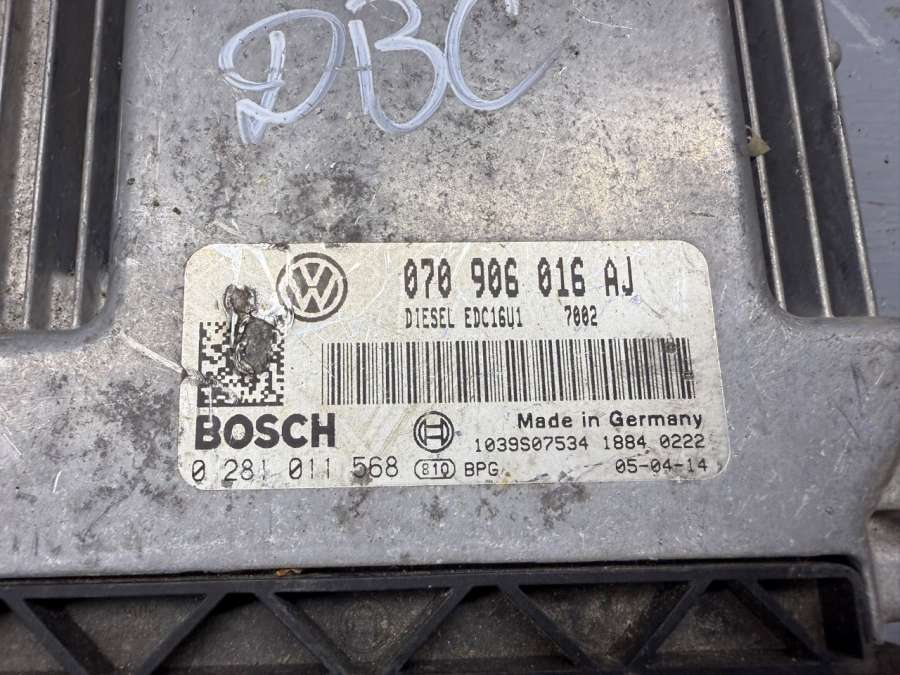 DBC
070 906 016 AJ
DIESEL EDC16U1 7002
BOSCH
Made in Germany
1039S07534 1884 0222
0 281 011 568 810 BPG 05-04-14